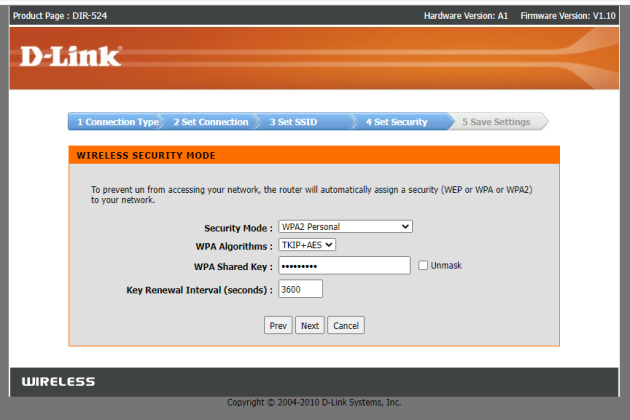 Product Page : DIR-524
Hardware Version: A1 Firmware Version: V1.10
D-Link
1 Connection Type 2 Set Connection 3 Set SSID 4 Set Security 5 Save Settings
WIRELESS SECURITY MODE
To prevent un from accessing your network, the router will automatically assign a security (WEP or WPA or WPA2)
to your network.
Security Mode : WPA2 Personal
WPA Algorithms : TKIP+AES
WPA Shared Key : ••••••••• Unmask
Key Renewal Interval (seconds) : 3600
Prev Next Cancel
WIRELESS
Copyright © 2004-2010 D-Link Systems, Inc.